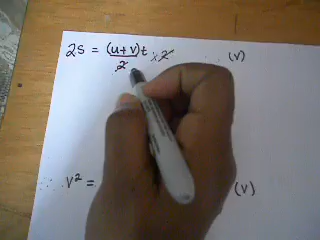 2S = (u+v)t × 2 (v)
2
v² = (v)